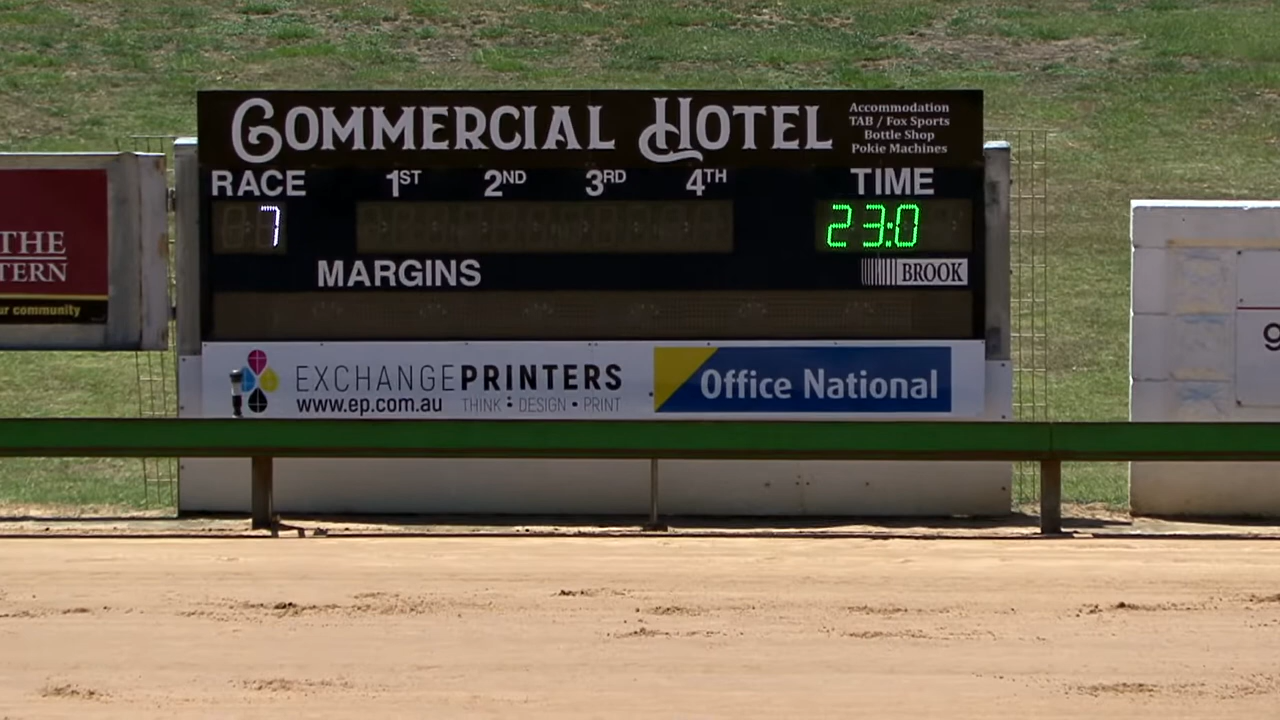 COMMERCIAL HOTEL
Accommodation
TAB / Fox Sports
Bottle Shop
Pokie Machines
RACE 1ST 2ND 3RD 4TH TIME
7 23:0
MARGINS
BROOK
THE
TERN
ur community
EXCHANGEPRINTERS
www.ep.com.au THINK • DESIGN • PRINT
Office National
g